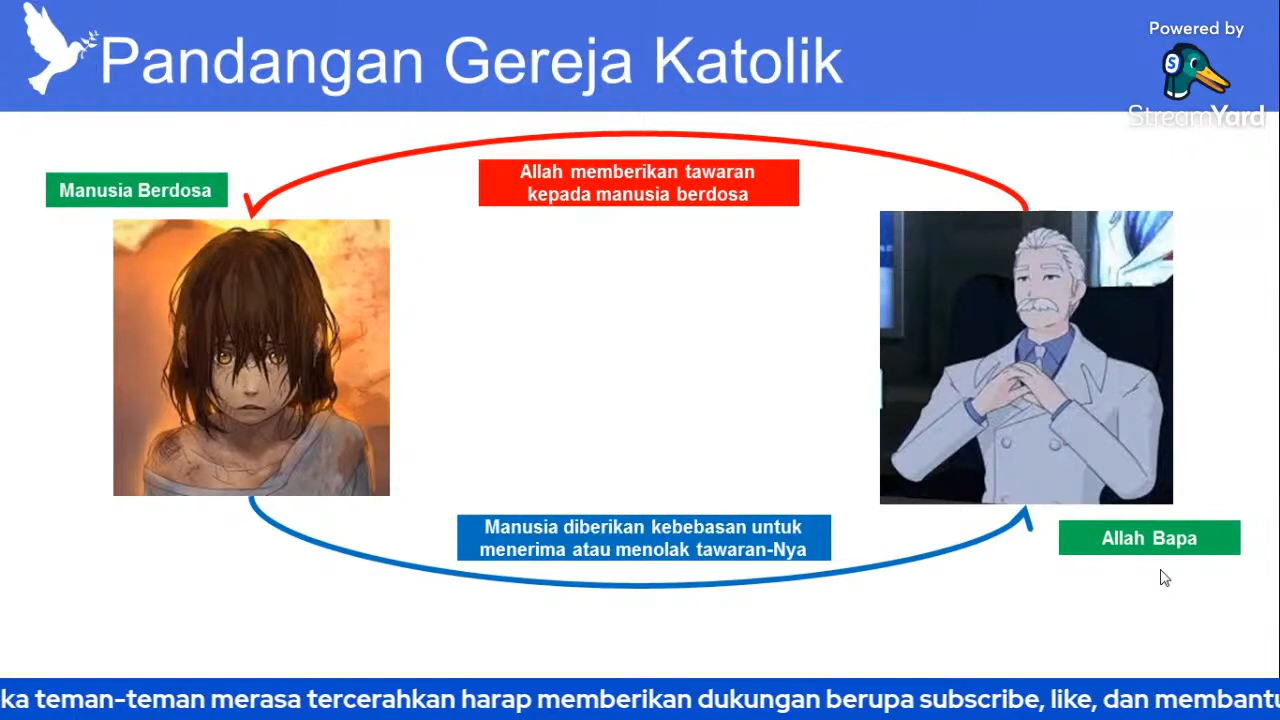 Pandangan Gereja Katolik
Powered by
S
StreamYard
Manusia Berdosa
Allah memberikan tawaran
kepada manusia berdosa
Manusia diberikan kebebasan untuk
menerima atau menolak tawaran-Nya
Allah Bapa
ka teman-teman merasa tercerahkan harap memberikan dukungan berupa subscribe, like, dan membantu